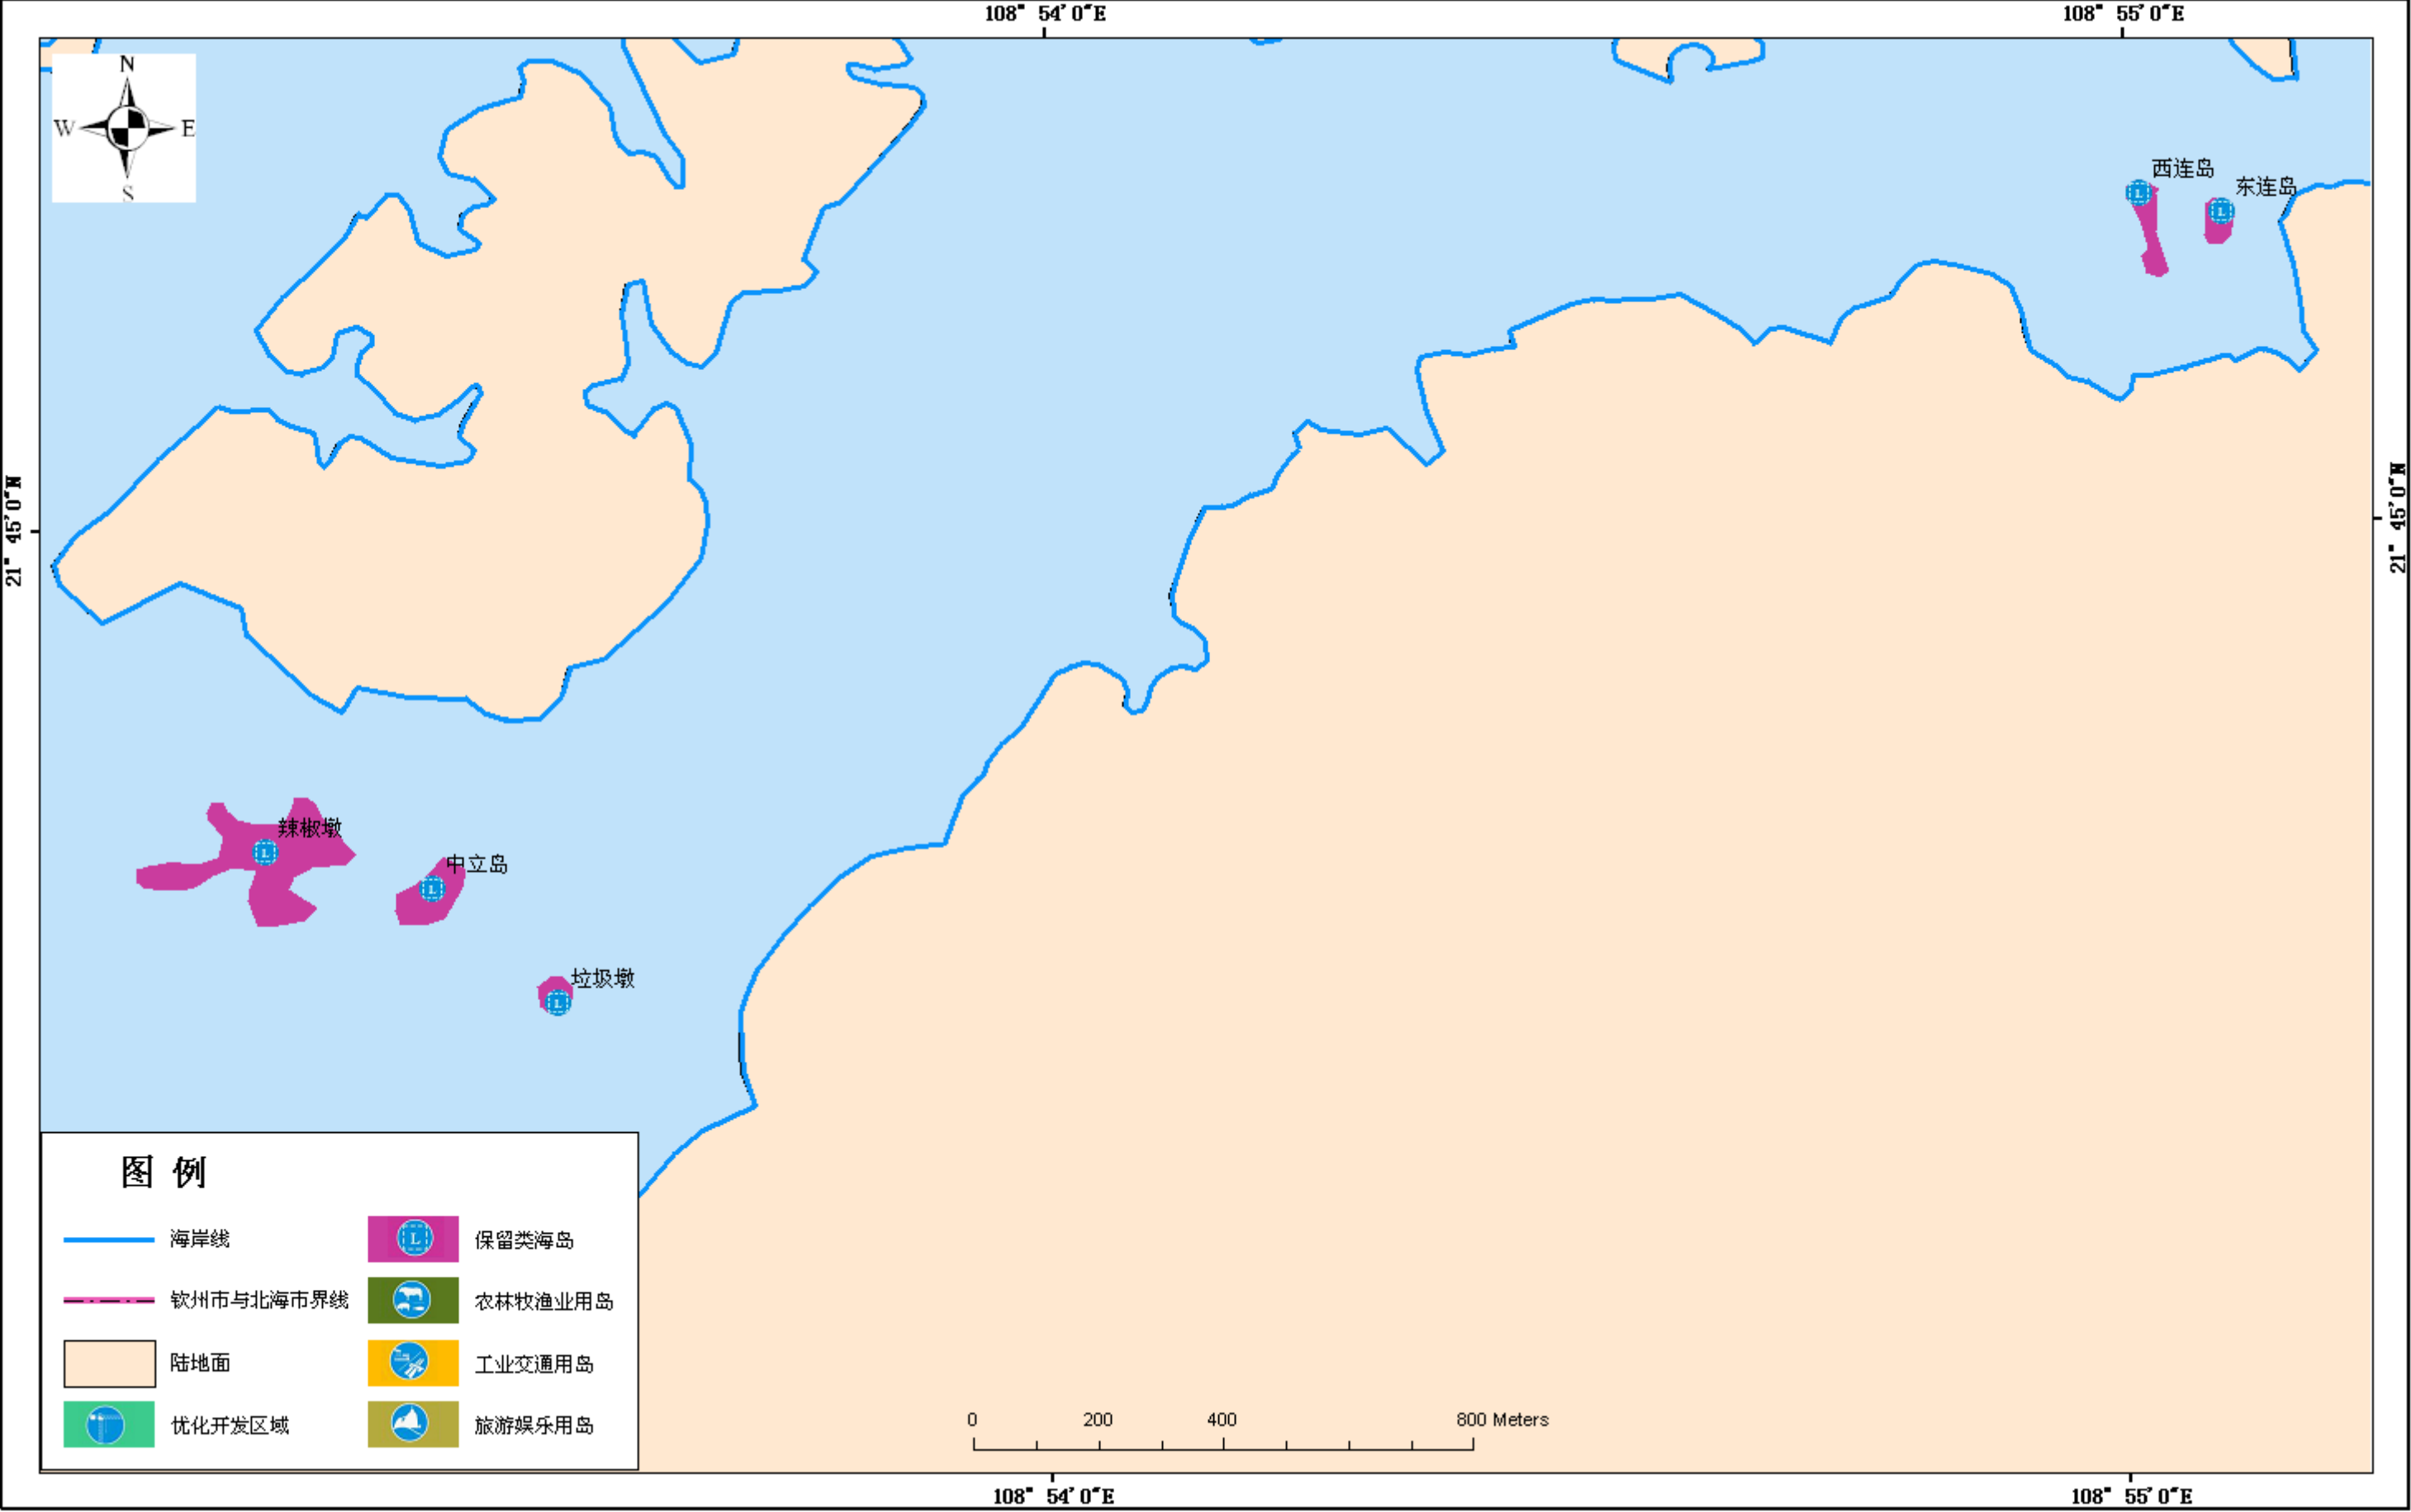 108° 54′ 0″E
108° 55′ 0″E
N
W
E
S
西连岛
L
东连岛
L
21° 45′ 0″N
21° 45′ 0″N
辣椒墩
L
中立岛
L
垃圾墩
L
图 例
海岸线
L
保留类海岛
钦州市与北海市界线
农林牧渔业用岛
陆地面
工业交通用岛
优化开发区域
旅游娱乐用岛
0
200
400
800 Meters
108° 54′ 0″E
108° 55′ 0″E